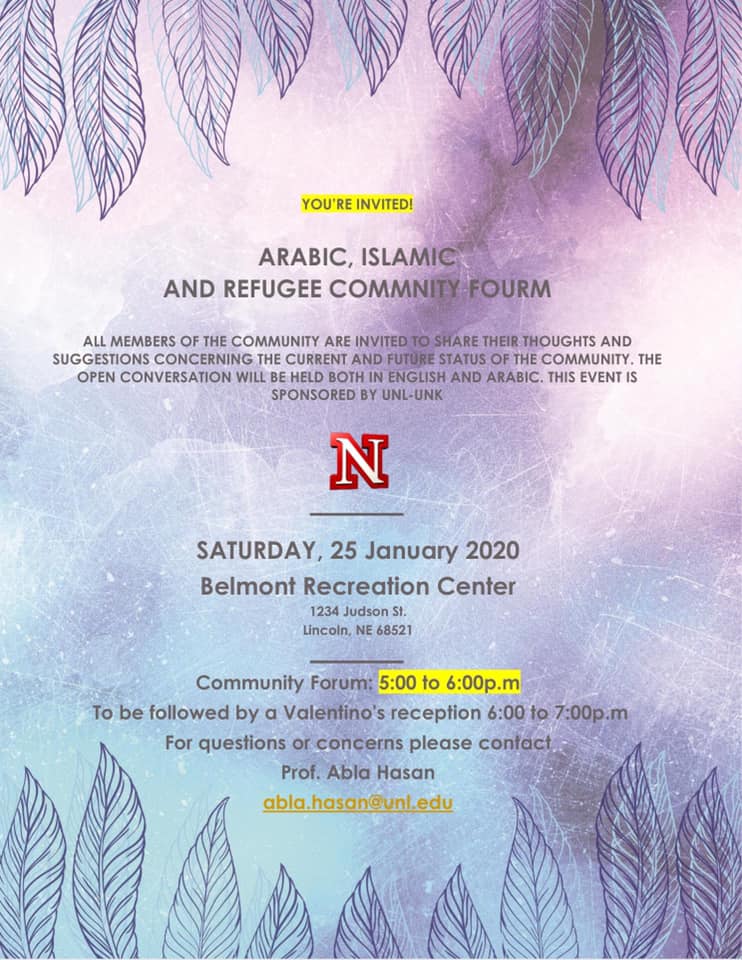 YOU'RE INVITED!
ARABIC, ISLAMIC
AND REFUGEE COMMNITY FOURM
ALL MEMBERS OF THE COMMUNITY ARE INVITED TO SHARE THEIR THOUGHTS AND
SUGGESTIONS CONCERNING THE CURRENT AND FUTURE STATUS OF THE COMMUNITY. THE
OPEN CONVERSATION WILL BE HELD BOTH IN ENGLISH AND ARABIC. THIS EVENT IS
SPONSORED BY UNL-UNK
N
SATURDAY, 25 January 2020
Belmont Recreation Center
1234 Judson St.
Lincoln, NE 68521
Community Forum: 5:00 to 6:00p.m
To be followed by a Valentino's reception 6:00 to 7:00p.m
For questions or concerns please contact
Prof. Abla Hasan
abla.hasan@unl.edu